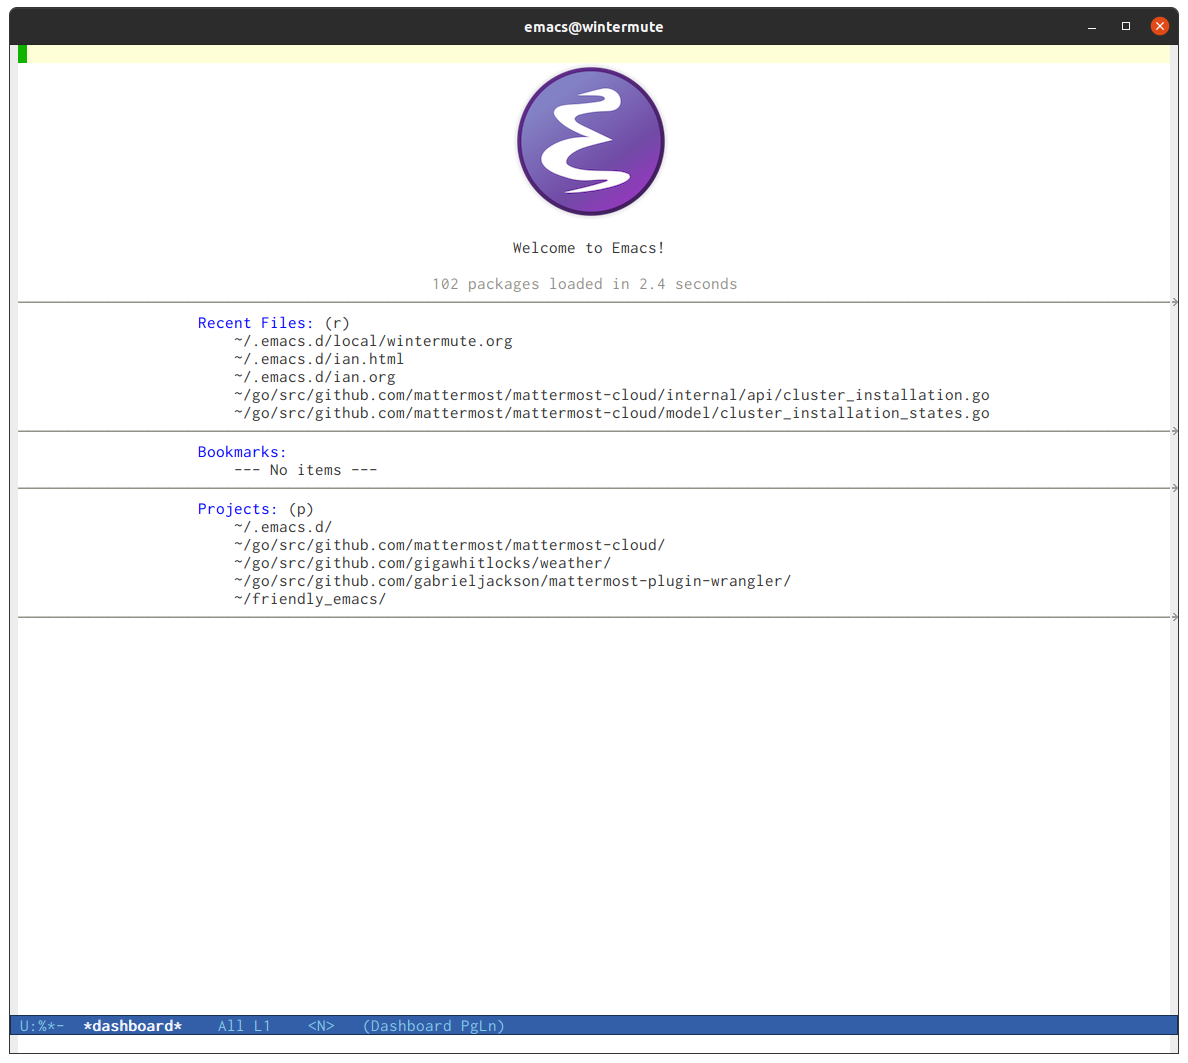 emacs@wintermute
Welcome to Emacs!
102 packages loaded in 2.4 seconds
Recent Files: (r)
~/.emacs.d/local/wintermute.org
~/.emacs.d/ian.html
~/.emacs.d/ian.org
~/go/src/github.com/mattermost/mattermost-cloud/internal/api/cluster_installation.go
~/go/src/github.com/mattermost/mattermost-cloud/model/cluster_installation_states.go
Bookmarks:
--- No items ---
Projects: (p)
~/.emacs.d/
~/go/src/github.com/mattermost/mattermost-cloud/
~/go/src/github.com/gigawhitlocks/weather/
~/go/src/github.com/gabrieljackson/mattermost-plugin-wrangler/
~/friendly_emacs/
U:%*- *dashboard* All L1 <N> (Dashboard PgLn)